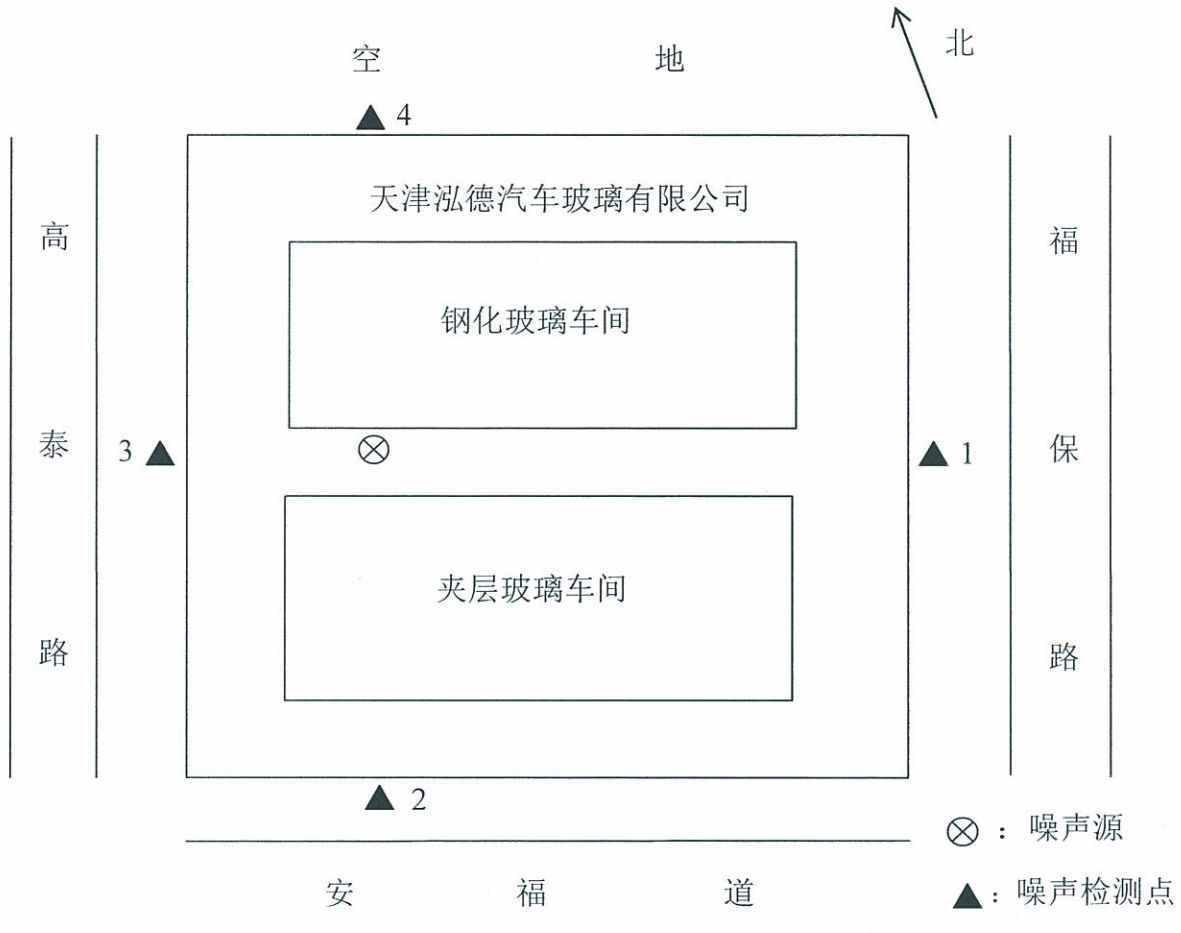 空 地
北
4
天津泓德汽车玻璃有限公司
高泰路
福保路
钢化玻璃车间
3
1
夹层玻璃车间
2
安福道
：噪声源
：噪声检测点